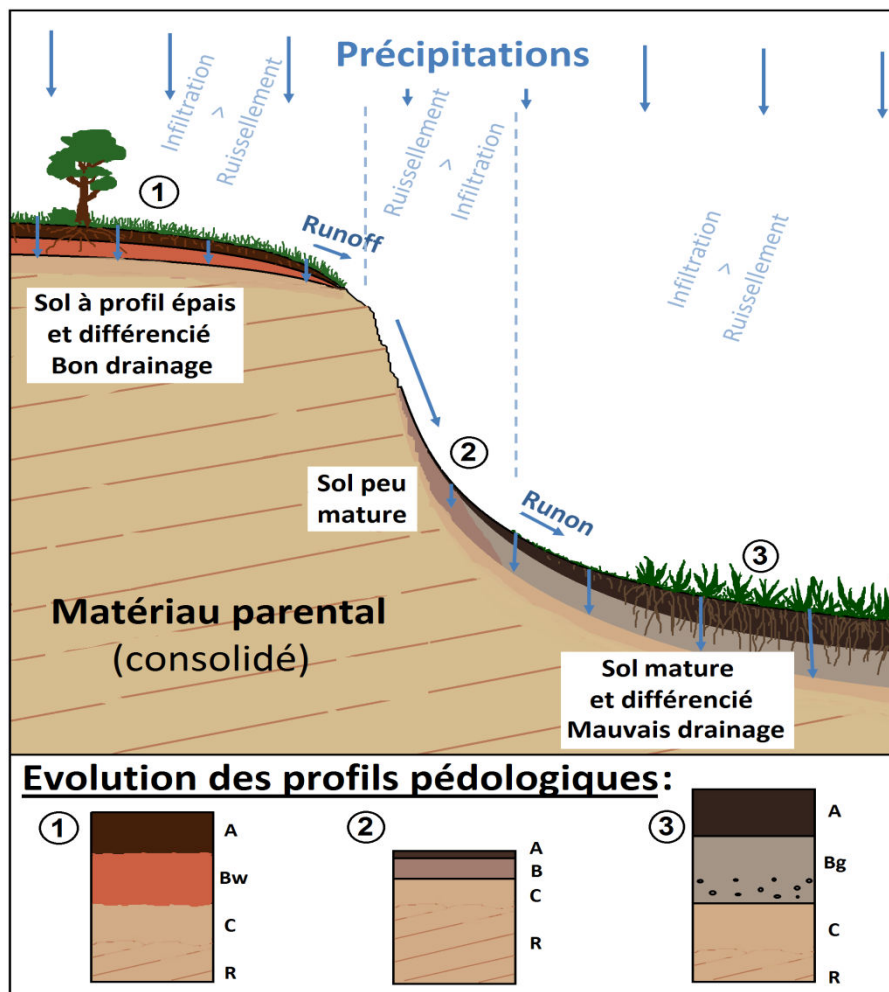 Précipitations
Infiltration
>
Ruissellement
Ruissellement
>
Infiltration
Infiltration
>
Ruissellement
1
Runoff
Sol à profil épais
et différencié
Bon drainage
2
Sol peu
mature
Runon
3
Matériau parental
(consolidé)
Sol mature
et différencié
Mauvais drainage
Evolution des profils pédologiques:
1
A
Bw
C
R
2
A
B
C
R
3
A
Bg
C
R